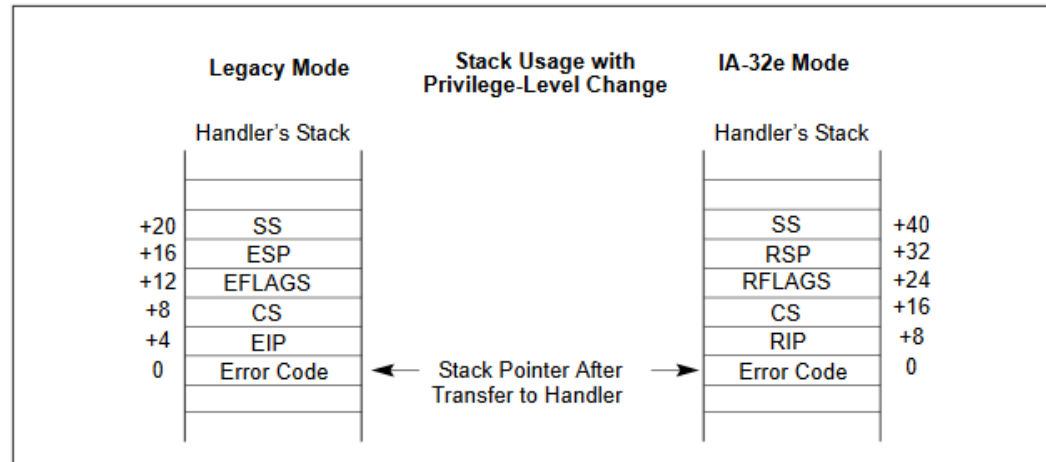 Legacy Mode
Stack Usage with
Privilege-Level Change
IA-32e Mode
Handler's Stack
Handler's Stack
+20 SS
+16 ESP
+12 EFLAGS
+8 CS
+4 EIP
0 Error Code
SS +40
RSP +32
RFLAGS +24
CS +16
RIP +8
Error Code 0
Stack Pointer After
Transfer to Handler